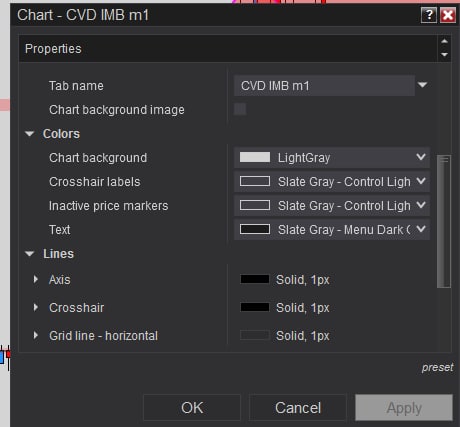 Chart - CVD IMB m1
?
Properties
Tab name CVD IMB m1
Chart background image
Colors
Chart background LightGray
Crosshair labels Slate Gray - Control Ligh
Inactive price markers Slate Gray - Control Ligh
Text Slate Gray - Menu Dark
Lines
Axis Solid, 1px
Crosshair Solid, 1px
Grid line - horizontal Solid, 1px
preset
OK Cancel Apply